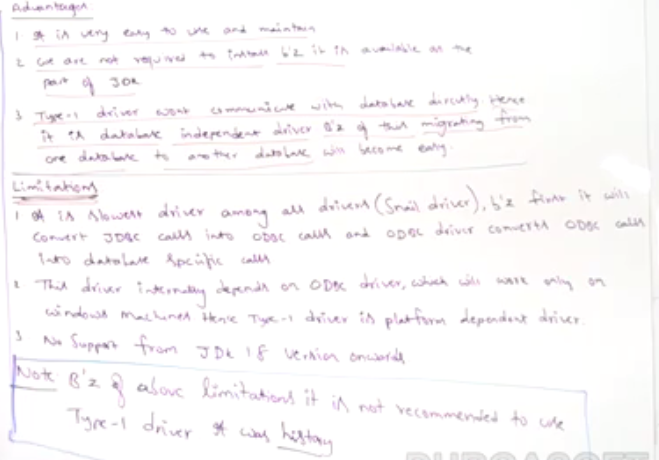 Advantages:
1 It is very easy to use and maintain
2 we are not required to install b'z it is available as the
part of JDK
3 Type-1 driver wont communicate with database directly. Hence
it is database independent driver B'z of this migrating from
one database to another database will become easy.
Limitations
1 It is slowest driver among all drivers (Snail driver), b'z first it will
convert JDBC calls into ODBC calls and ODBC driver converts ODBC calls
into database specific calls
2 This driver internally depends on ODBC driver, which will work only on
windows machines Hence Type-1 driver is platform dependent driver.
3 No Support from JDK 1.8 version onwards
Note: B'z of above limitations it is not recommended to use
Type-1 driver It was history
DURGASOFT